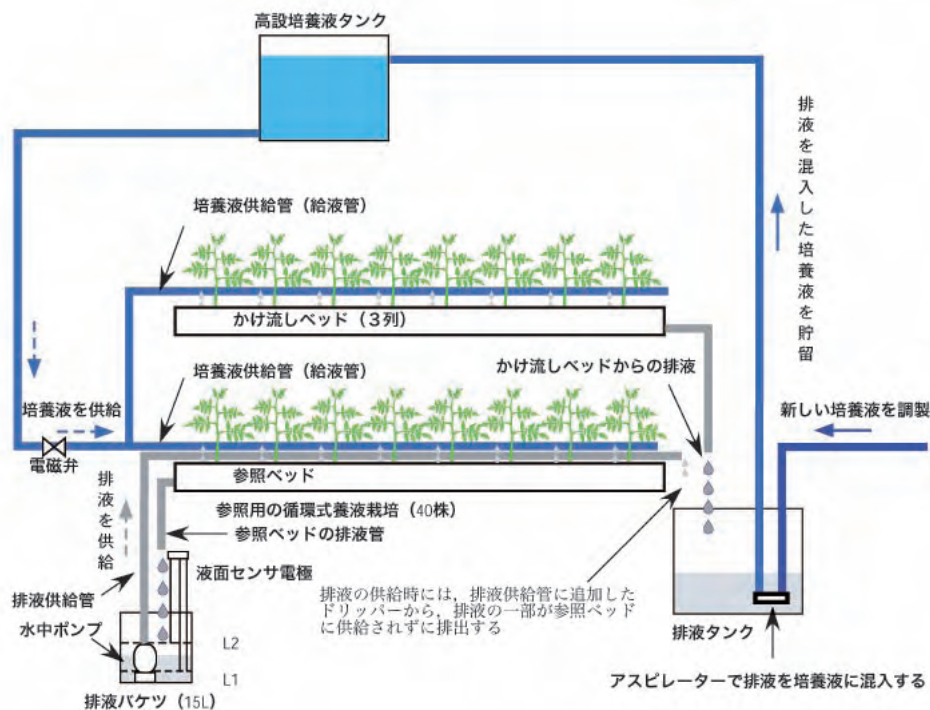 高設培養液タンク
排液を混入した培養液を貯留
培養液供給管（給液管）
かけ流しベッド（３列）
培養液供給管（給液管）
かけ流しベッドからの排液
培養液を供給
新しい培養液を調製
電磁弁
参照ベッド
排液を供給
参照用の循環式養液栽培（40株）
参照ベッドの排液管
液面センサ電極
排液供給管
排液の供給時には，排液供給管に追加した
ドリッパーから，排液の一部が参照ベッド
に供給されずに排出する
水中ポンプ
L2
排液タンク
L1
アスピレーターで排液を培養液に混入する
排液バケツ（15L）